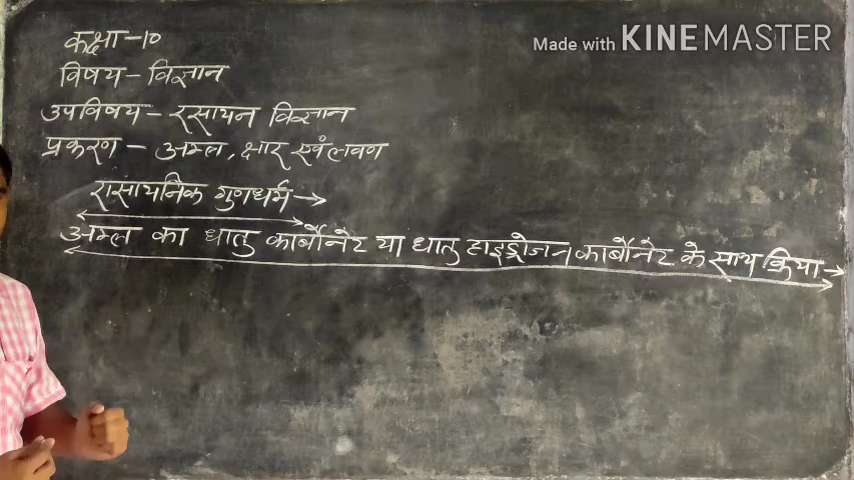 Made with KINEMASTER
कक्षा - 10
विषय - विज्ञान
उपविषय - रसायन विज्ञान
प्रकरण - अम्ल, क्षार एवं लवण
रासायनिक गुणधर्म →
अम्ल का धातु कार्बोनेट या धातु हाइड्रोजन कार्बोनेट के साथ क्रिया →